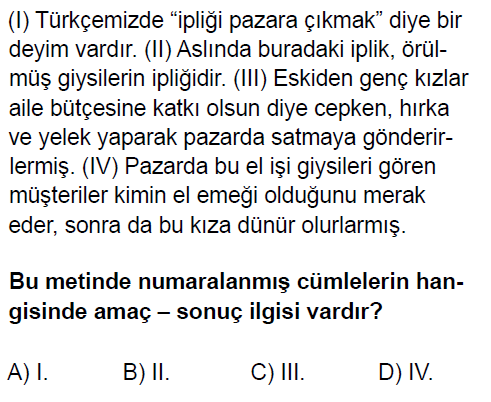 (I) Türkçemizde “ipliği pazara çıkmak” diye bir
deyim vardır. (II) Aslında buradaki iplik, örül-
müş giysilerin ipliğidir. (III) Eskiden genç kızlar
aile bütçesine katkı olsun diye cepken, hırka
ve yelek yaparak pazarda satmaya gönderir-
lermiş. (IV) Pazarda bu el işi giysileri gören
müşteriler kimin el emeği olduğunu merak
eder, sonra da bu kıza dünür olurlarmış.
Bu metinde numaralanmış cümlelerin han-
gisinde amaç – sonuç ilgisi vardır?
A) I. B) II. C) III. D) IV.